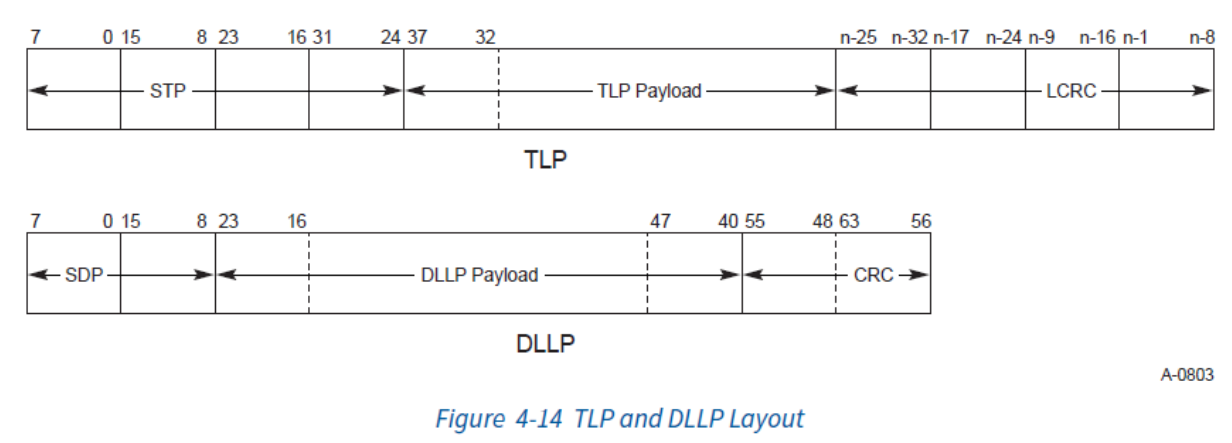 7 0 15 8 23 16 31 24 37 32 n-25 n-32 n-17 n-24 n-9 n-16 n-1 n-8
STP TLP Payload LCRC
TLP
7 0 15 8 23 16 47 40 55 48 63 56
SDP DLLP Payload CRC
DLLP
A-0803
Figure 4-14 TLP and DLLP Layout